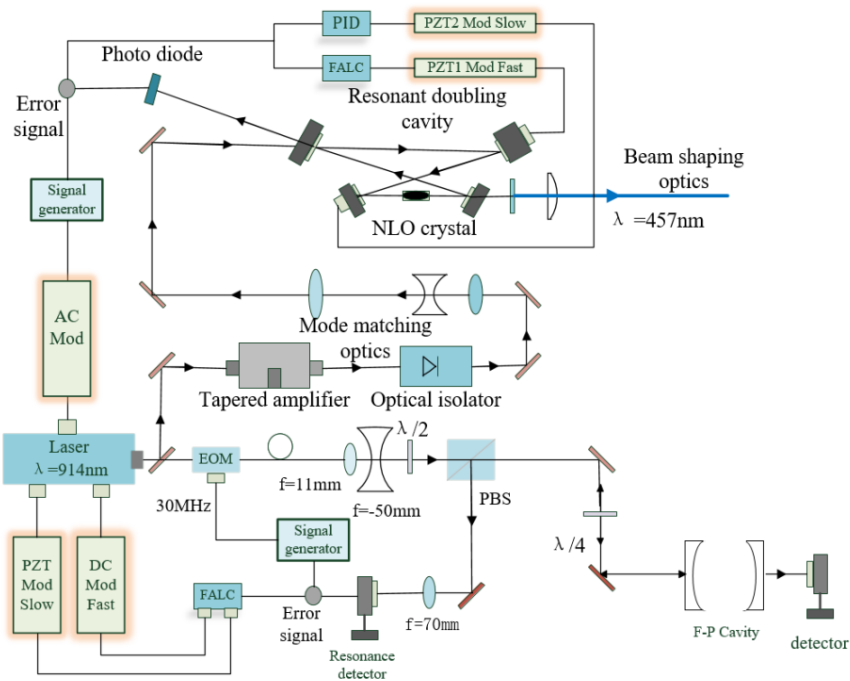 PID
PZT2 Mod Slow
Photo diode
FALC
PZT1 Mod Fast
Resonant doubling
cavity
Error
signal
Beam shaping
optics
Signal
generator
NLO crystal
λ =457nm
AC
Mod
Mode matching
optics
Tapered amplifier
Optical isolator
Laser
λ=914nm
EOM
λ/2
f=11mm
f=-50mm
PBS
30MHz
Signal
generator
λ/4
PZT
Mod
Slow
DC
Mod
Fast
FALC
Error
signal
f=70mm
Resonance
detector
F-P Cavity
detector